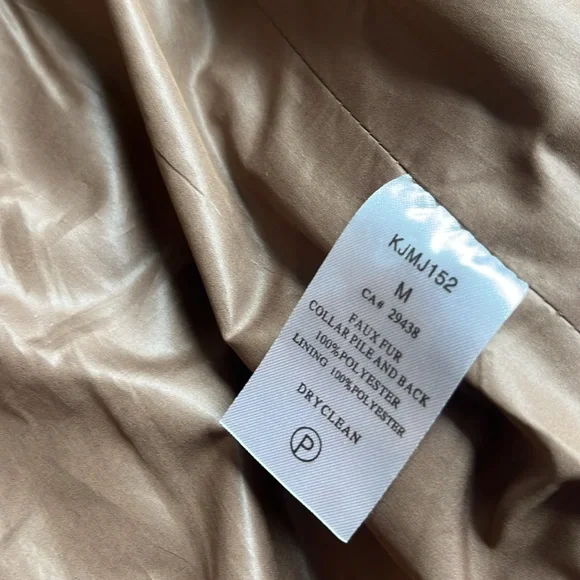 KJMJ152
M
CA# 29438
FAUX FUR
COLLAR PILE AND BACK
100%POLYESTER
LINING 100%POLYESTER
DRY CLEAN
P